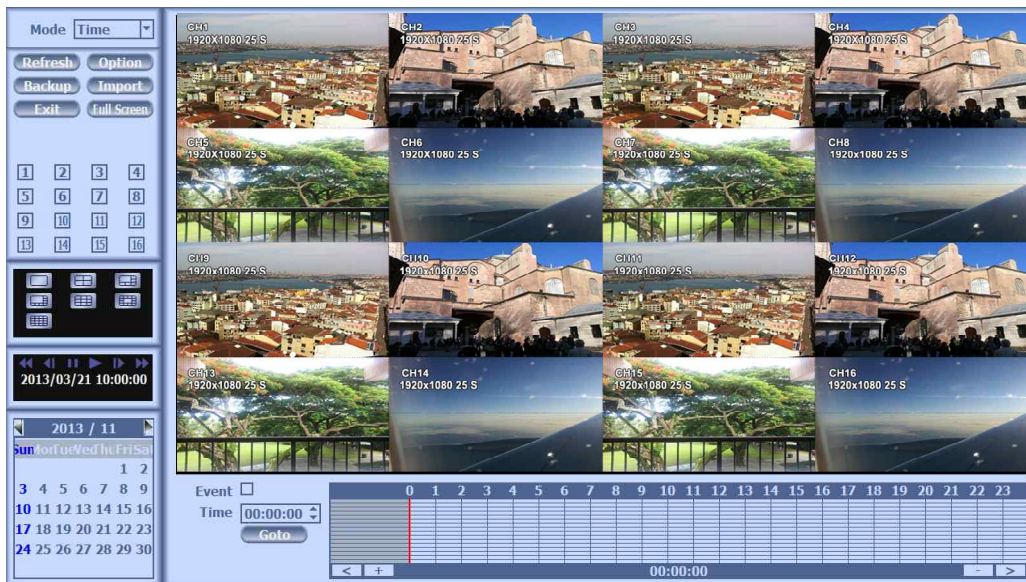 Mode Time
Refresh Option
Backup Import
Exit Full Screen
1 2 3 4
5 6 7 8
9 10 11 12
13 14 15 16
2013/03/21 10:00:00
2013 / 11
Sun Mon Tue Wed Thu Fri Sat
1 2
3 4 5 6 7 8 9
10 11 12 13 14 15 16
17 18 19 20 21 22 23
24 25 26 27 28 29 30
CH1
1920X1080 25 S
CH2
1920X1080 25 S
CH3
1920X1080 25 S
CH4
1920X1080 25 S
CH5
1920X1080 25 S
CH6
1920X1080 25 S
CH7
1920x1080 25 S
CH8
1920x1080 25 S
CH9
1920x1080 25 S
CH10
1920x1080 25 S
CH11
1920x1080 25 S
CH12
1920x1080 25 S
CH13
1920x1080 25 S
CH14
1920x1080 25 S
CH15
1920x1080 25 S
CH16
1920x1080 25 S
Event
Time 00:00:00
Goto
0 1 2 3 4 5 6 7 8 9 10 11 12 13 14 15 16 17 18 19 20 21 22 23
< + 00:00:00 - >